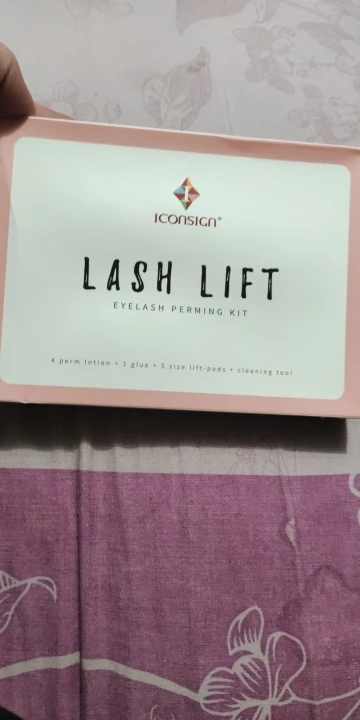 ICONSIGN®
LASH LIFT
EYELASH PERMING KIT
4 perm lotion + 1 glue + 5 size lift-pads + cleaning tool